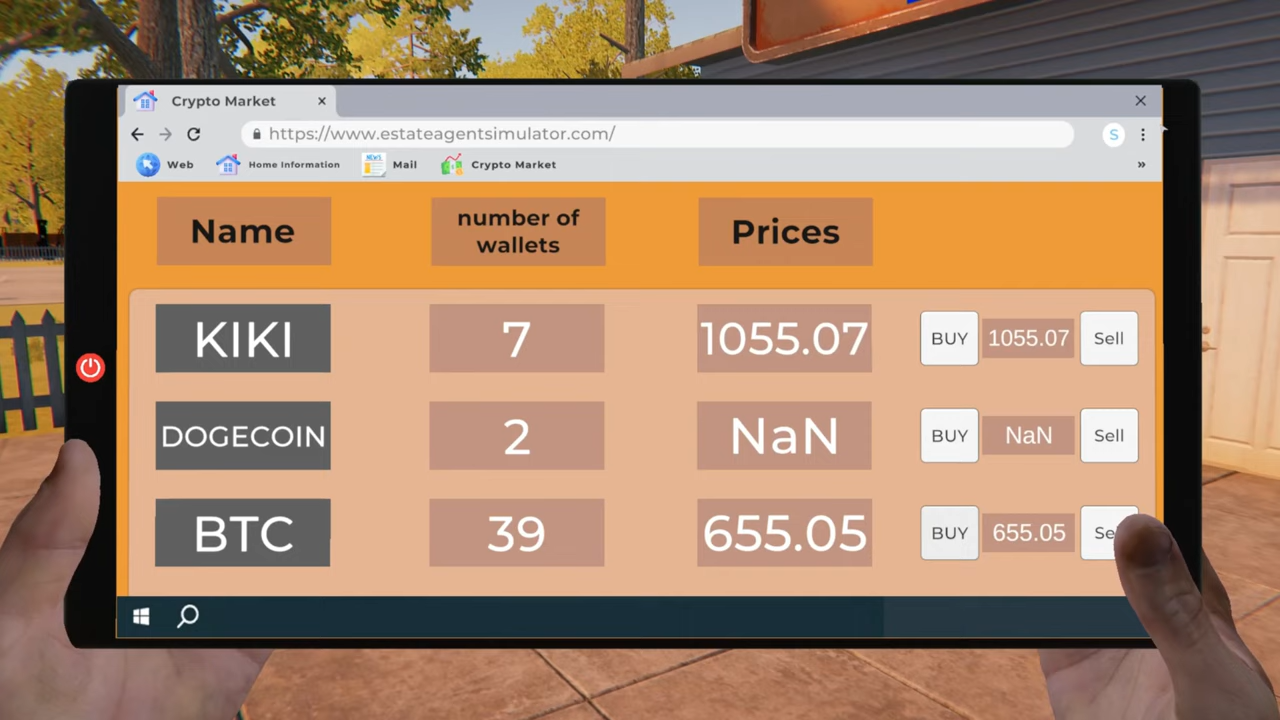 Crypto Market
https://www.estateagentsimulator.com/
S
Web
Home Information
NEWS
Mail
Crypto Market
»
Name
number of
wallets
Prices
KIKI
7
1055.07
BUY
1055.07
Sell
DOGECOIN
2
NaN
BUY
NaN
Sell
BTC
39
655.05
BUY
655.05
Se